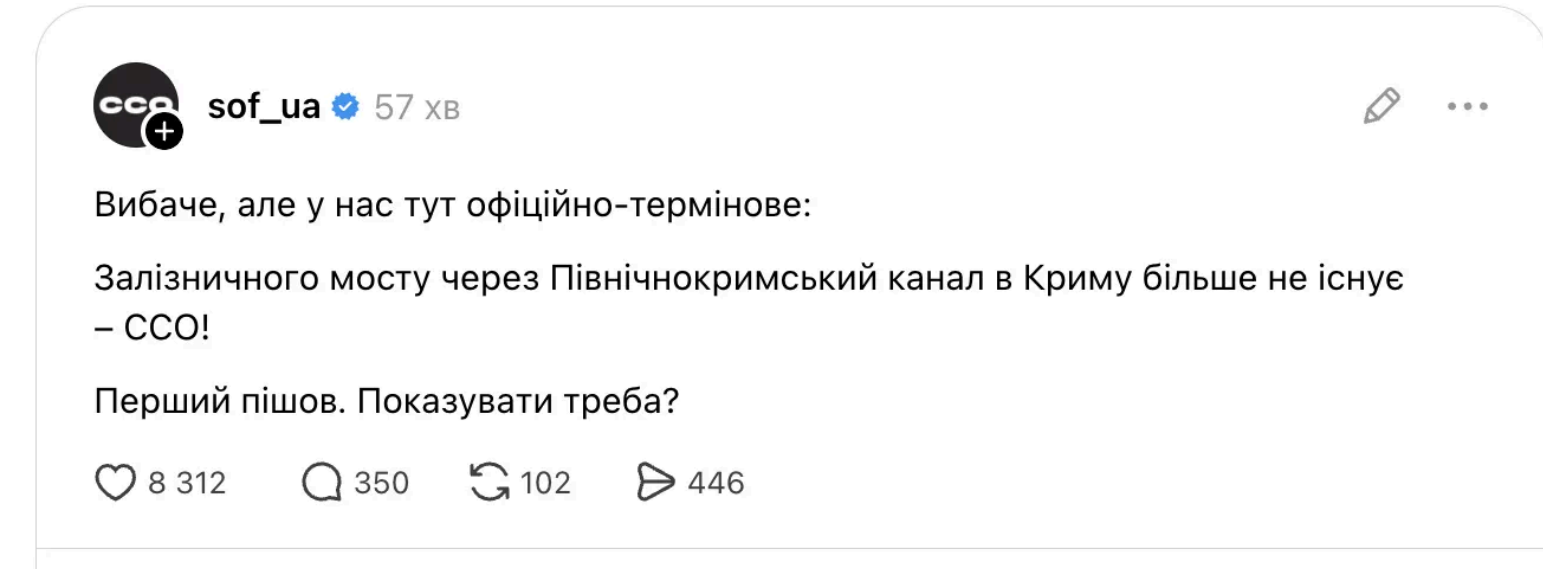 ссо
sof_ua 57 хв
Вибаче, але у нас тут офіційно-термінове:
Залізничного мосту через Північнокримський канал в Криму більше не існує
– ССО!
Перший пішов. Показувати треба?
8 312 350 102 446